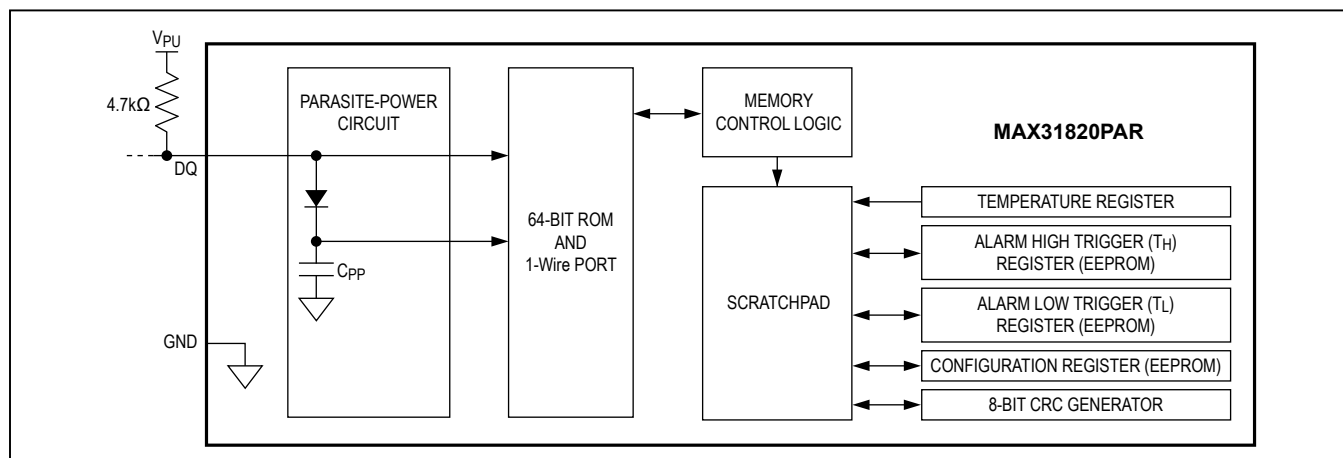 VPU
4.7kΩ
DQ
GND
PARASITE-POWER
CIRCUIT
CPP
64-BIT ROM
AND
1-Wire PORT
MEMORY
CONTROL LOGIC
SCRATCHPAD
MAX31820PAR
TEMPERATURE REGISTER
ALARM HIGH TRIGGER (TH)
REGISTER (EEPROM)
ALARM LOW TRIGGER (TL)
REGISTER (EEPROM)
CONFIGURATION REGISTER (EEPROM)
8-BIT CRC GENERATOR